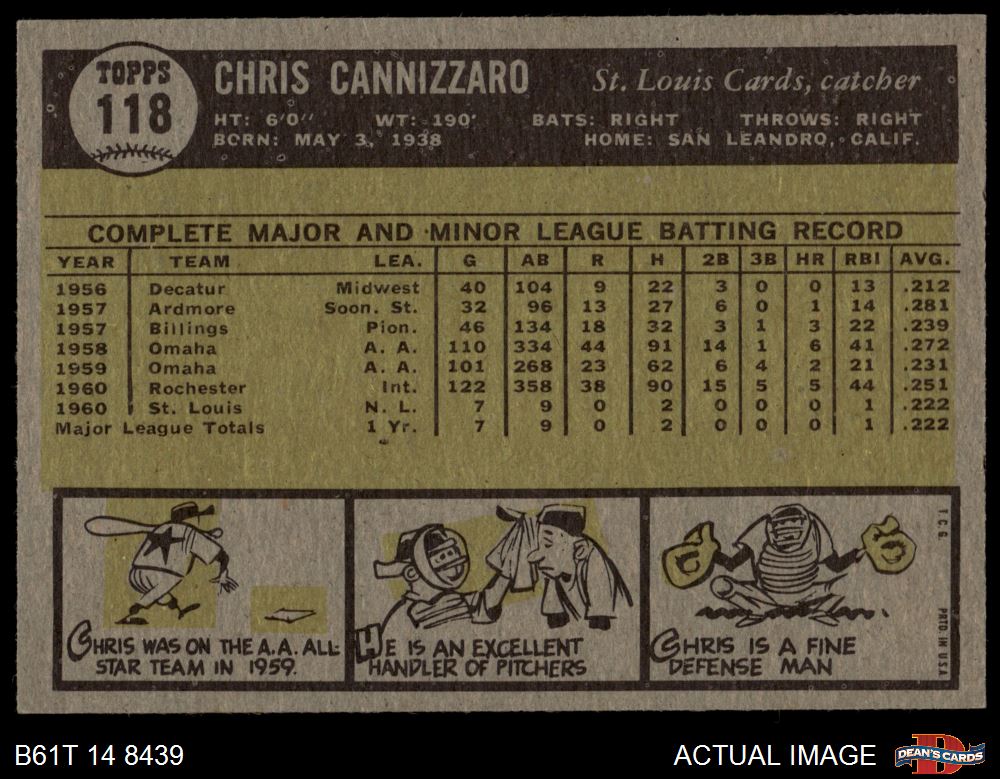 TOPPS
118
CHRIS CANNIZZARO St. Louis Cards, catcher
HT: 6'0" WT: 190' BATS: RIGHT THROWS: RIGHT
BORN: MAY 3, 1938 HOME: SAN LEANDRO, CALIF.
COMPLETE MAJOR AND MINOR LEAGUE BATTING RECORD
YEAR TEAM LEA. G AB R H 2B 3B HR RBI AVG.
1956 Decatur Midwest 40 104 9 22 3 0 0 13 .212
1957 Ardmore Soon. St. 32 96 13 27 6 0 1 14 .281
1957 Billings Pion. 46 134 18 32 3 1 3 22 .239
1958 Omaha A. A. 110 334 44 91 14 1 6 41 .272
1959 Omaha A. A. 101 268 23 62 6 4 2 21 .231
1960 Rochester Int. 122 358 38 90 15 5 5 44 .251
1960 St. Louis N. L. 7 9 0 2 0 0 0 1 .222
Major League Totals 1 Yr. 7 9 0 2 0 0 0 1 .222
CHRIS WAS ON THE A.A. ALL-
STAR TEAM IN 1959.
HE IS AN EXCELLENT
HANDLER OF PITCHERS
CHRIS IS A FINE
DEFENSE MAN
T.C.G. PRTD IN U.S.A.
B61T 14 8439 ACTUAL IMAGE
DEAN'S CARDS